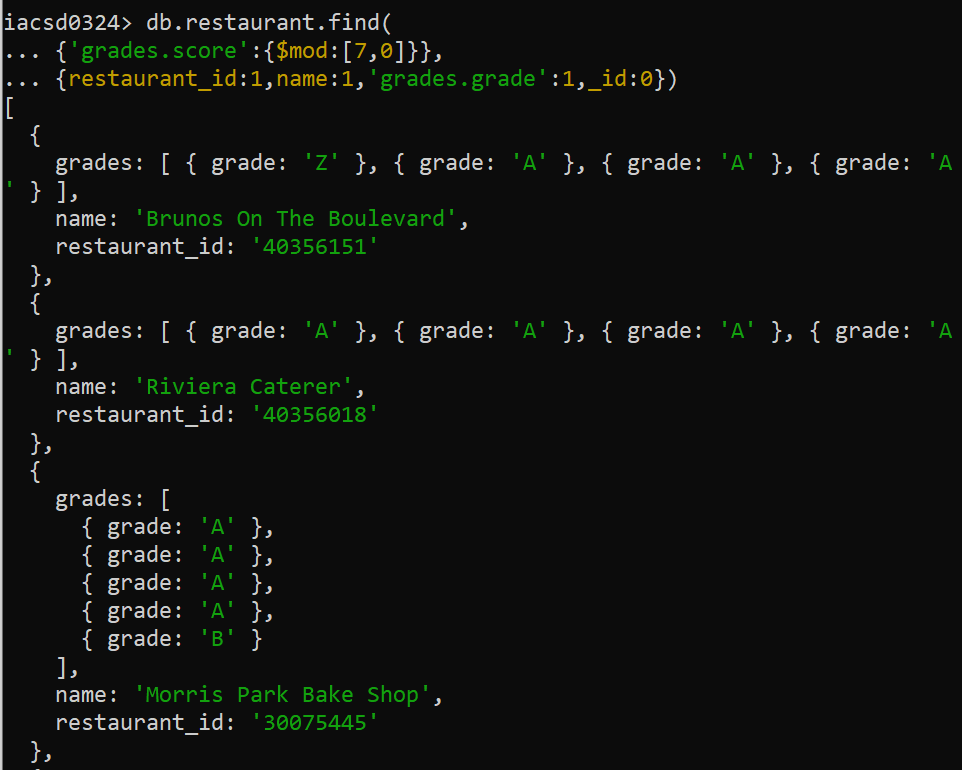 iacsd0324> db.restaurant.find(
... {'grades.score':{$mod:[7,0]}},
... {restaurant_id:1,name:1,'grades.grade':1,_id:0})
[
  {
    grades: [ { grade: 'Z' }, { grade: 'A' }, { grade: 'A' }, { grade: 'A
' } ],
    name: 'Brunos On The Boulevard',
    restaurant_id: '40356151'
  },
  {
    grades: [ { grade: 'A' }, { grade: 'A' }, { grade: 'A' }, { grade: 'A
' } ],
    name: 'Riviera Caterer',
    restaurant_id: '40356018'
  },
  {
    grades: [
      { grade: 'A' },
      { grade: 'A' },
      { grade: 'A' },
      { grade: 'A' },
      { grade: 'B' }
    ],
    name: 'Morris Park Bake Shop',
    restaurant_id: '30075445'
  },